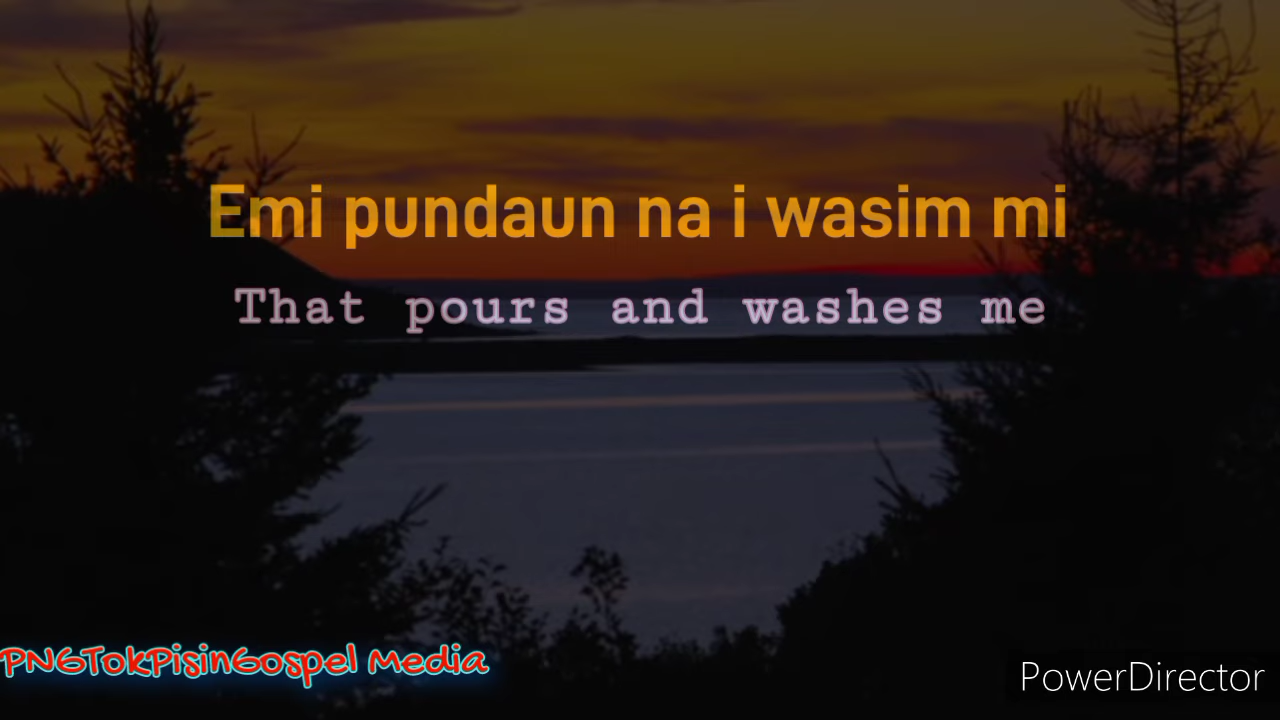 Emi pundaun na i wasim mi
That pours and washes me
PNGTokPisinGospel Media
PowerDirector